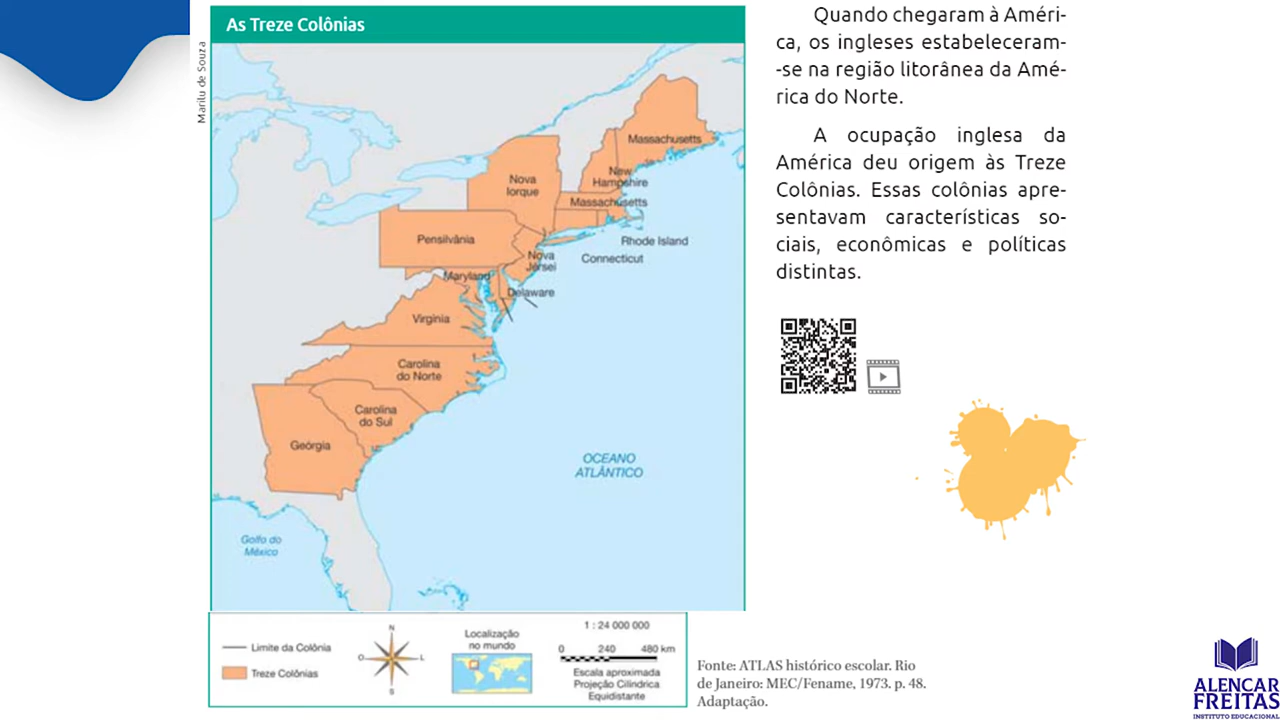 As Treze Colônias
Marilu de Souza
Massachusetts
New
Hampshire
Nova
Iorque
Massachusetts
Rhode Island
Connecticut
Pensilvânia
Nova
Jérsei
Maryland
Delaware
Virgínia
Carolina
do Norte
Carolina
do Sul
Geórgia
OCEANO
ATLÂNTICO
Golfo do
México
Limite da Colônia
Treze Colônias
N
O
L
S
Localização
no mundo
1 : 24 000 000
0 240 480 km
Escala aproximada
Projeção Cilíndrica
Equidistante
Quando chegaram à Améri-
ca, os ingleses estabeleceram-
-se na região litorânea da Amé-
rica do Norte.
A ocupação inglesa da
América deu origem às Treze
Colônias. Essas colônias apre-
sentavam características so-
ciais, econômicas e políticas
distintas.
Fonte: ATLAS histórico escolar. Rio
de Janeiro: MEC/Fename, 1973. p. 48.
Adaptação.
ALENCAR
FREITAS
INSTITUTO EDUCACIONAL